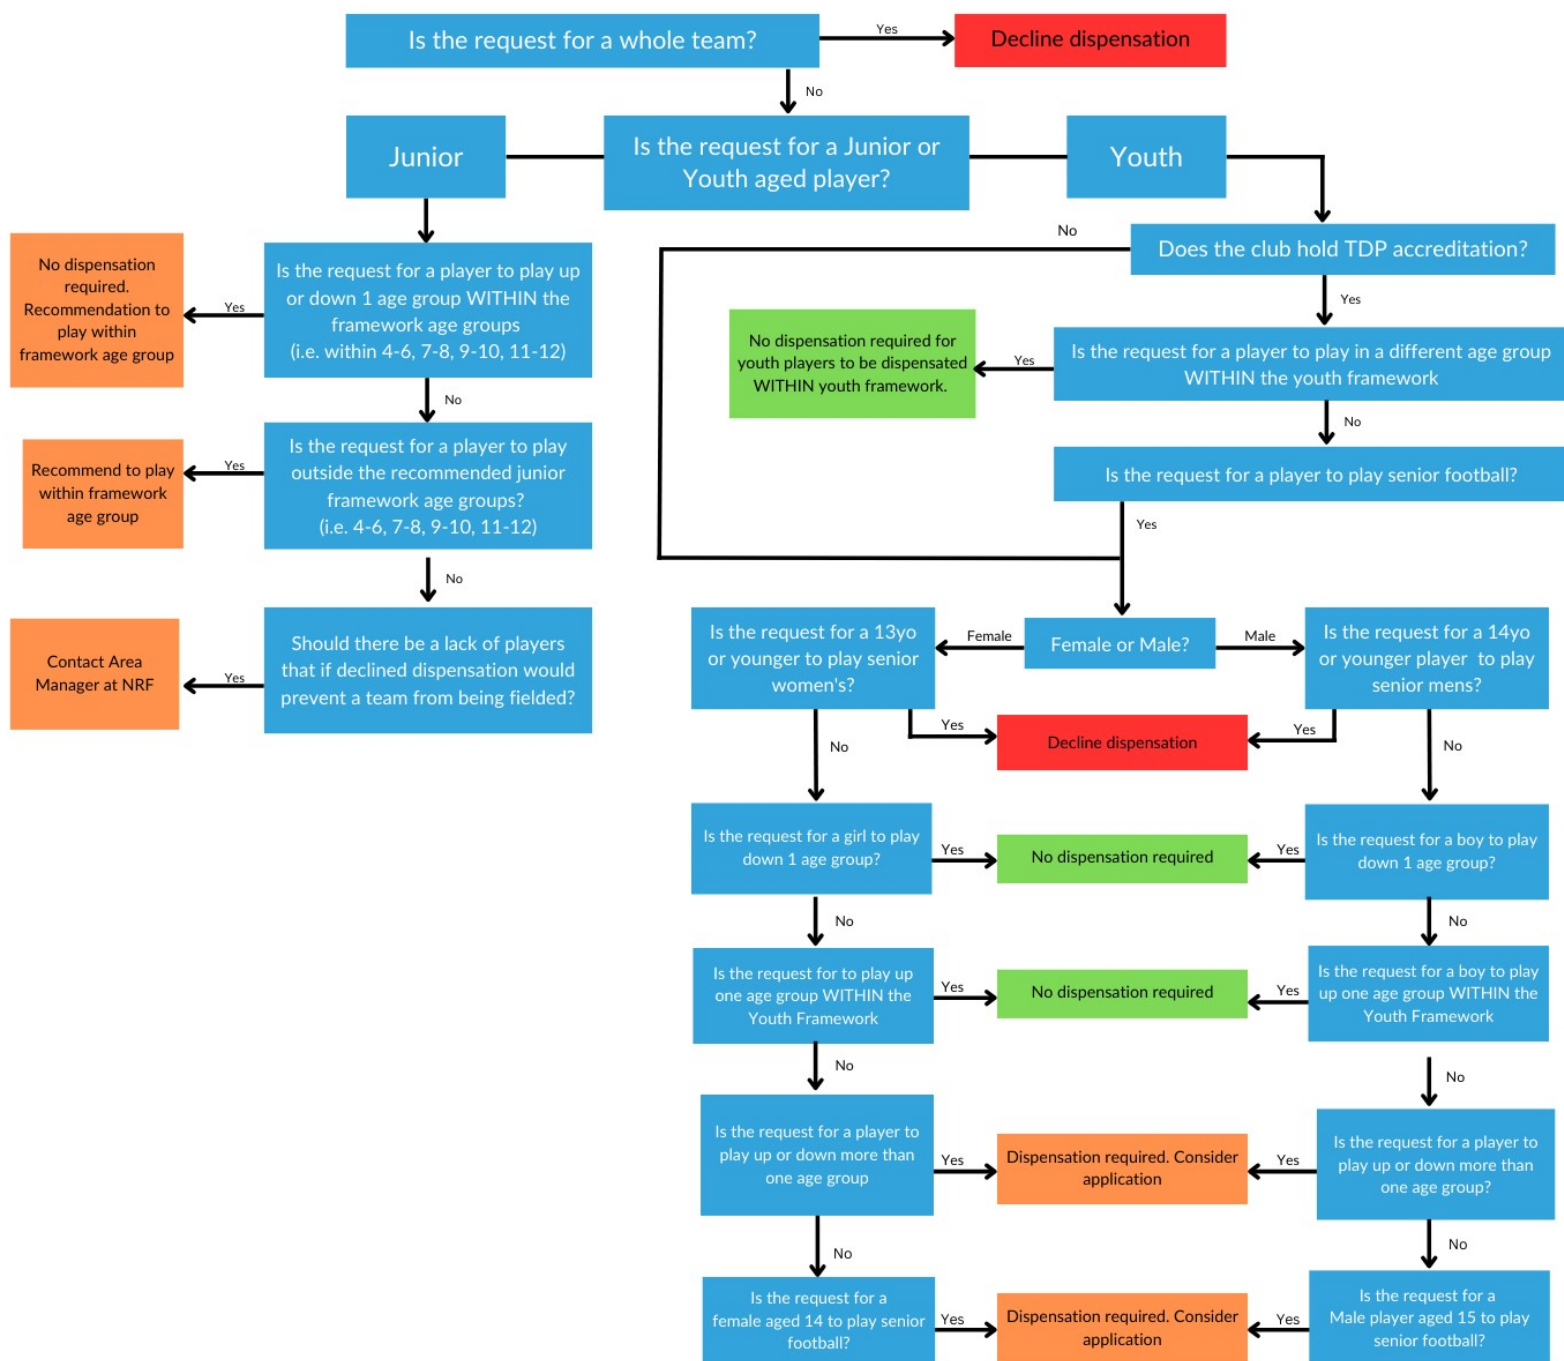 Is the request for a whole team?
Yes
Decline dispensation
No
Junior
Is the request for a Junior or
Youth aged player?
Youth
No
Does the club hold TDP accreditation?
Yes
No dispensation
required.
Recommendation to
play within
framework age group
Yes
Is the request for a player to play up
or down 1 age group WITHIN the
framework age groups
(i.e. within 4-6, 7-8, 9-10, 11-12)
No
No dispensation required for
youth players to be dispensated
WITHIN youth framework.
Yes
Is the request for a player to play in a different age group
WITHIN the youth framework
No
Recommend to play
within framework
age group
Yes
Is the request for a player to play
outside the recommended junior
framework age groups?
(i.e. 4-6, 7-8, 9-10, 11-12)
No
Is the request for a player to play senior football?
Yes
Contact Area
Manager at NRF
Yes
Should there be a lack of players
that if declined dispensation would
prevent a team from being fielded?
Is the request for a 13yo
or younger to play senior
women's?
Female
Female or Male?
Male
Is the request for a 14yo
or younger player to play
senior mens?
Yes
Decline dispensation
Yes
No
No
Is the request for a girl to play
down 1 age group?
Yes
No dispensation required
Yes
Is the request for a boy to play
down 1 age group?
No
No
Is the request for to play up
one age group WITHIN the
Youth Framework
Yes
No dispensation required
Yes
Is the request for a boy to play
up one age group WITHIN the
Youth Framework
No
No
Is the request for a player to
play up or down more than
one age group
Yes
Dispensation required. Consider
application
Yes
Is the request for a player to
play up or down more than
one age group?
No
No
Is the request for a
female aged 14 to play senior
football?
Yes
Dispensation required. Consider
application
Yes
Is the request for a
Male player aged 15 to play
senior football?